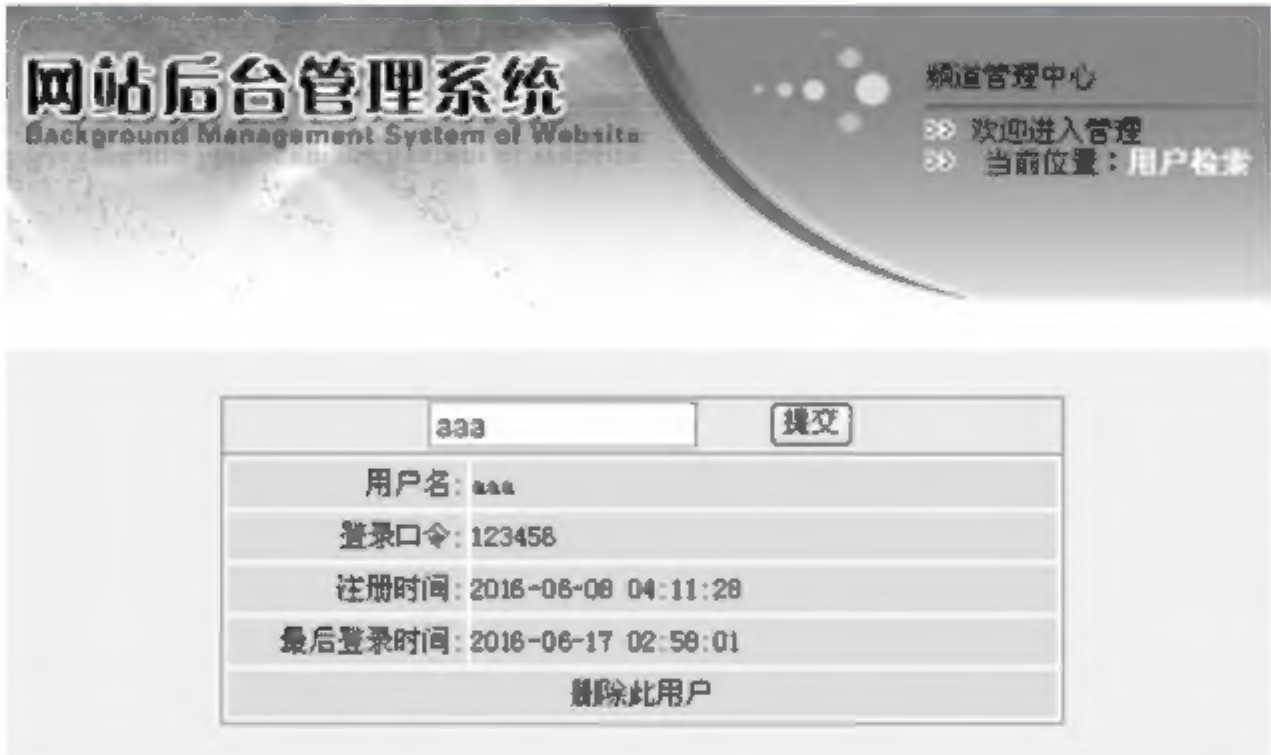 网站后台管理系统
Background Management System of Website
频道管理中心
欢迎进入管理
当前位置：用户检索
aaa 提交
用户名: aaa
登录口令: 123456
注册时间: 2016-06-08 04:11:28
最后登录时间: 2016-06-17 02:58:01
删除此用户